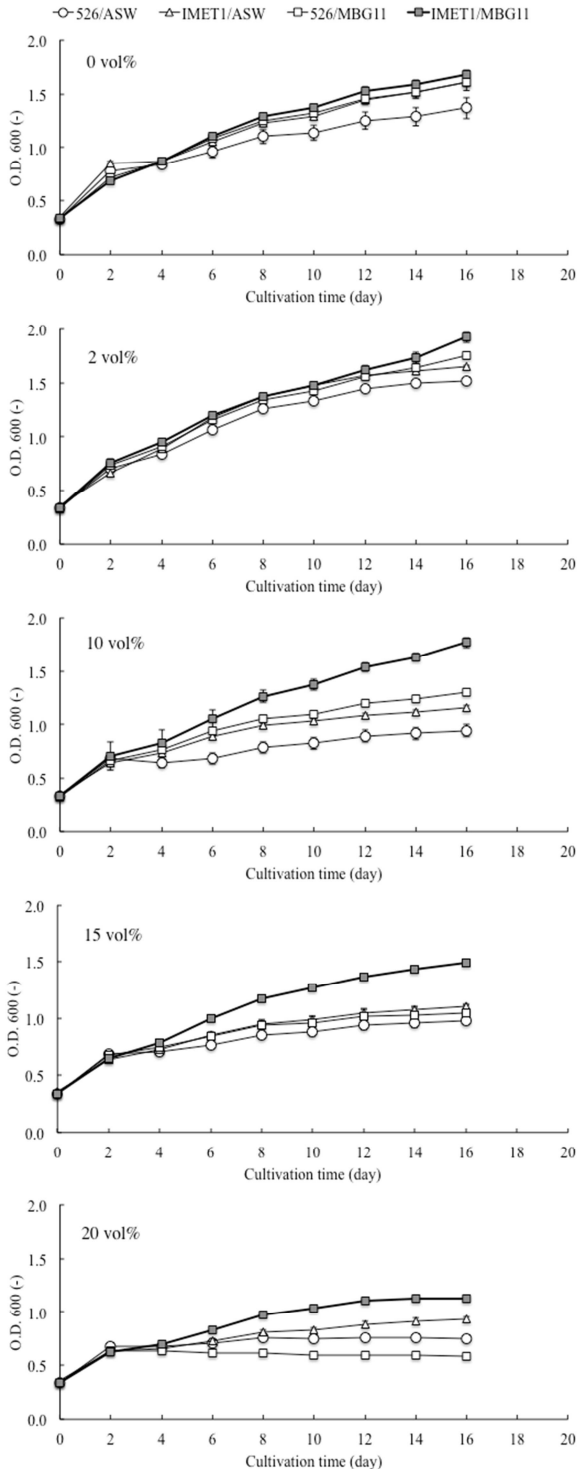 526/ASW IMET1/ASW 526/MBG11 IMET1/MBG11
2.0
0 vol%
1.5
1.0
0.5
0.0
O.D. 600 (-)
0 2 4 6 8 10 12 14 16 18 20
Cultivation time (day)
2.0
2 vol%
1.5
1.0
0.5
0.0
O.D. 600 (-)
0 2 4 6 8 10 12 14 16 18 20
Cultivation time (day)
2.0
10 vol%
1.5
1.0
0.5
0.0
O.D. 600 (-)
0 2 4 6 8 10 12 14 16 18 20
Cultivation time (day)
2.0
15 vol%
1.5
1.0
0.5
0.0
O.D. 600 (-)
0 2 4 6 8 10 12 14 16 18 20
Cultivation time (day)
2.0
20 vol%
1.5
1.0
0.5
0.0
O.D. 600 (-)
0 2 4 6 8 10 12 14 16 18 20
Cultivation time (day)